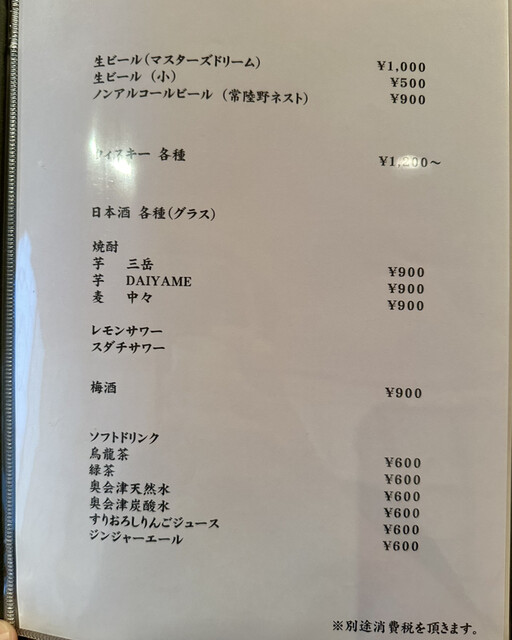 生ビール(マスターズドリーム) ¥1,000
生ビール (小) ¥500
ノンアルコールビール (常陸野ネスト) ¥900
ウィスキー 各種 ¥1,200〜
日本酒 各種(グラス)
焼酎
芋 三岳 ¥900
芋 DAIYAME ¥900
麦 中々 ¥900
レモンサワー
スダチサワー
梅酒 ¥900
ソフトドリンク
烏龍茶 ¥600
緑茶 ¥600
奥会津天然水 ¥600
奥会津炭酸水 ¥600
すりおろしりんごジュース ¥600
ジンジャーエール ¥600
※別途消費税を頂きます。